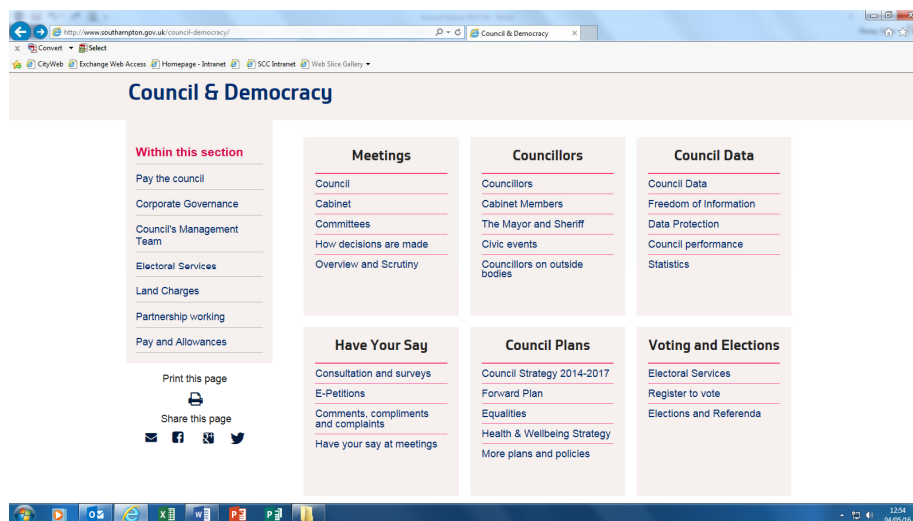 http://www.southampton.gov.uk/council-democracy/
Council & Democracy
x Convert Select
CityWeb Exchange Web Access Homepage - Intranet SCC Intranet Web Slice Gallery
Council & Democracy
Within this section
Pay the council
Corporate Governance
Council's Management
Team
Electoral Services
Land Charges
Partnership working
Pay and Allowances
Print this page
Share this page
Meetings
Council
Cabinet
Committees
How decisions are made
Overview and Scrutiny
Councillors
Councillors
Cabinet Members
The Mayor and Sheriff
Civic events
Councillors on outside
bodies
Council Data
Council Data
Freedom of Information
Data Protection
Council performance
Statistics
Have Your Say
Consultation and surveys
E-Petitions
Comments, compliments
and complaints
Have your say at meetings
Council Plans
Council Strategy 2014-2017
Forward Plan
Equalities
Health & Wellbeing Strategy
More plans and policies
Voting and Elections
Electoral Services
Register to vote
Elections and Referenda
12:54
04/05/16